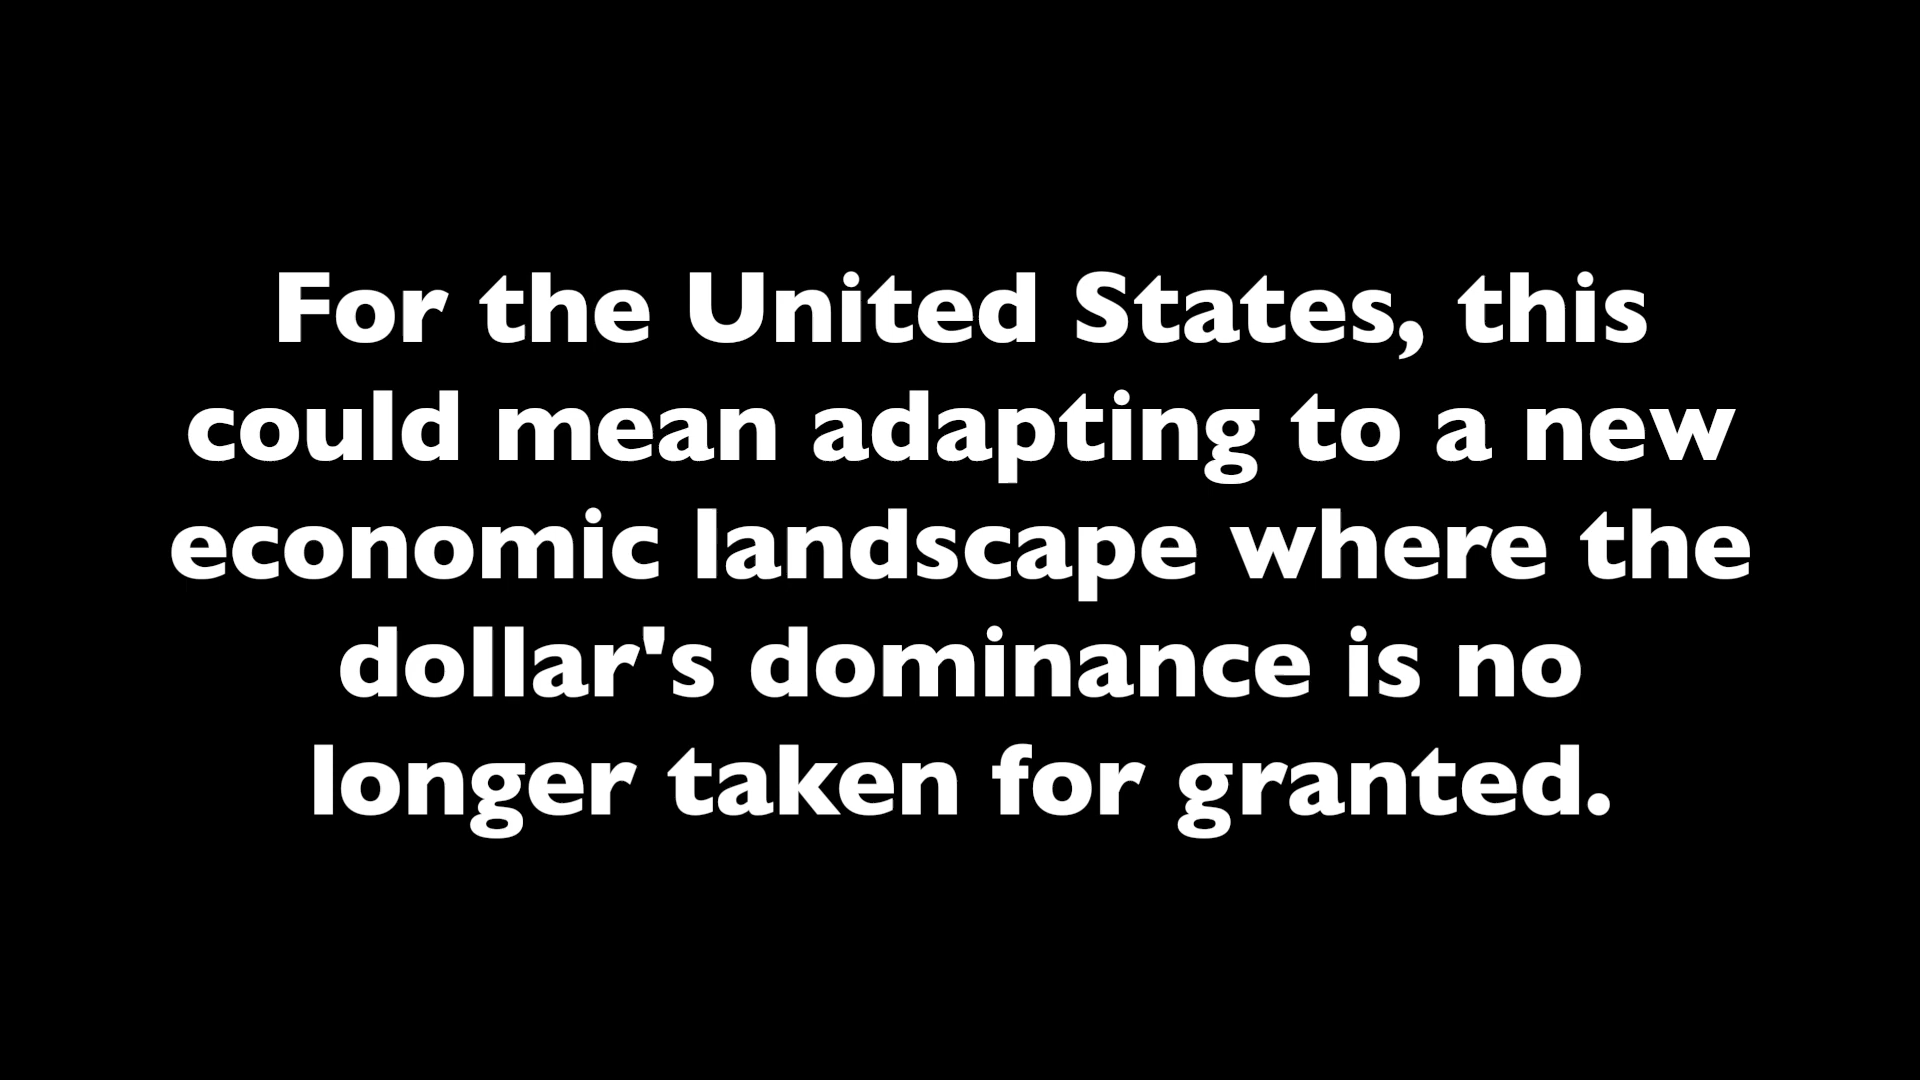 For the United States, this
could mean adapting to a new
economic landscape where the
dollar's dominance is no
longer taken for granted.